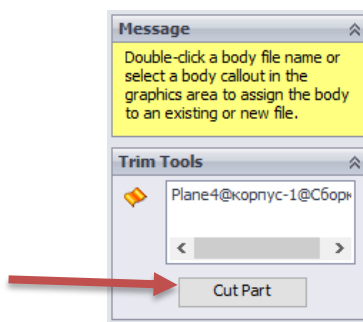 Message
Double-click a body file name or
select a body callout in the
graphics area to assign the body
to an existing or new file.
Trim Tools
Plane4@корпус-1@Сборк
Cut Part